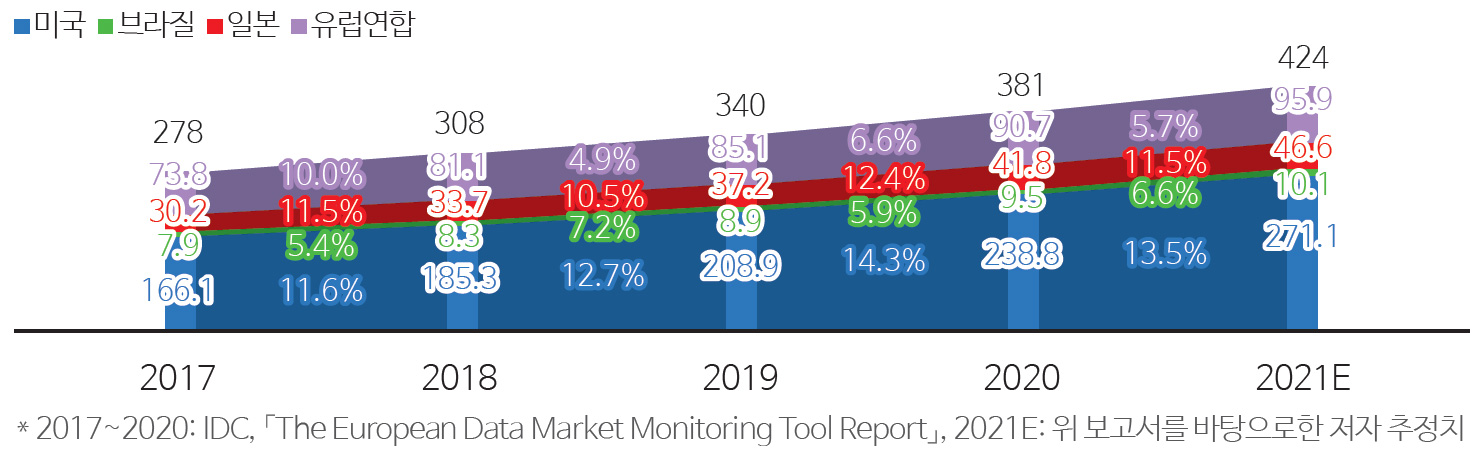 미국 브라질 일본 유럽연합
278 308 340 381 424
73.8 10.0% 81.1 4.9% 85.1 6.6% 90.7 5.7% 95.9
30.2 11.5% 33.7 10.5% 37.2 12.4% 41.8 11.5% 46.6
7.9 5.4% 8.3 7.2% 8.9 5.9% 9.5 6.6% 10.1
166.1 11.6% 185.3 12.7% 208.9 14.3% 238.8 13.5% 271.1
2017 2018 2019 2020 2021E
* 2017~2020: IDC, 「The European Data Market Monitoring Tool Report」, 2021E: 위 보고서를 바탕으로한 저자 추정치